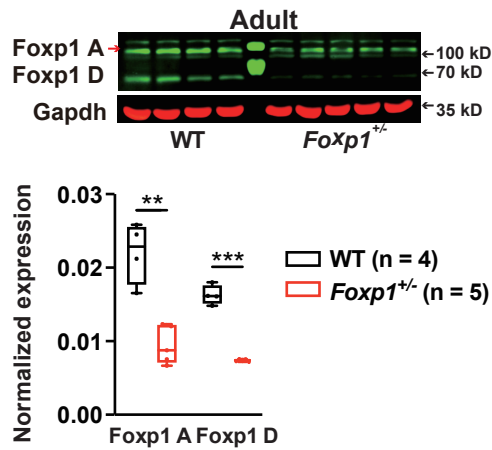 Adult
Foxp1 A
←100 kD
Foxp1 D
←70 kD
Gapdh
←35 kD
WT
Foxp1+/-
Normalized expression
0.03
0.02
0.01
0.00
**
***
WT (n = 4)
Foxp1+/- (n = 5)
Foxp1 A Foxp1 D